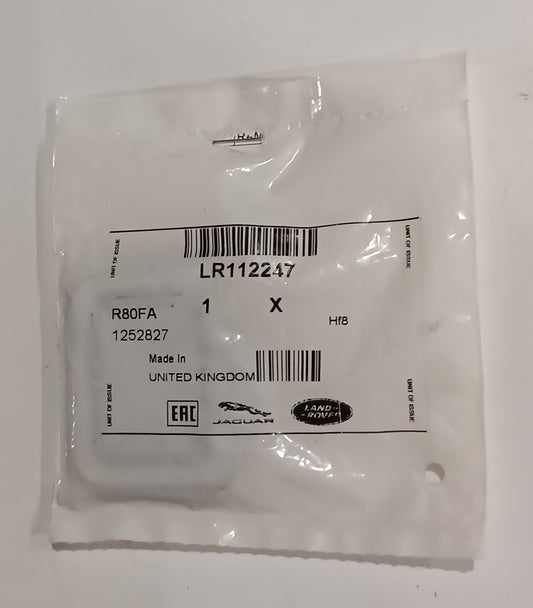 UNIT OF ISSUE
UNIT OF ISSUE
LR112247
R80FA
1 X
Hf8
1252827
Made In
UNITED KINGDOM
UNIT OF ISSUE
EAC
JAGUAR
LAND-
ROVER
UNIT OF ISSUE